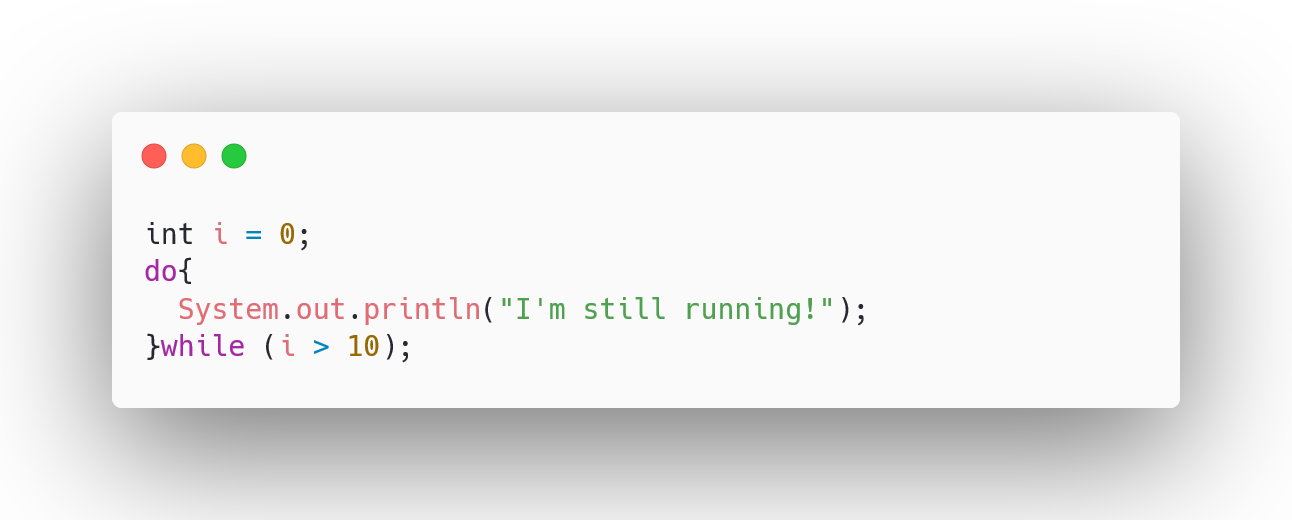 int i = 0;
do{
  System.out.println("I'm still running!");
}while (i > 10);